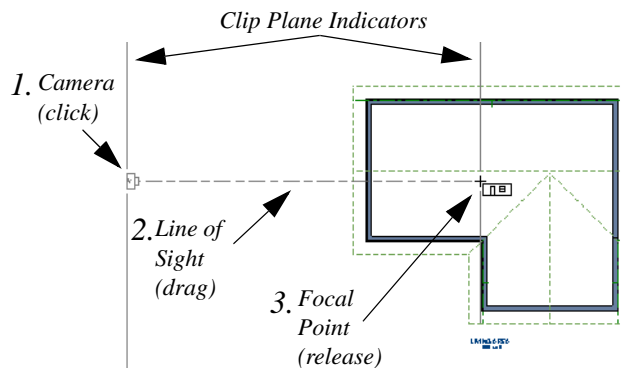 Clip Plane Indicators
1. Camera
(click)
2. Line of
Sight
(drag)
3. Focal
Point
(release)